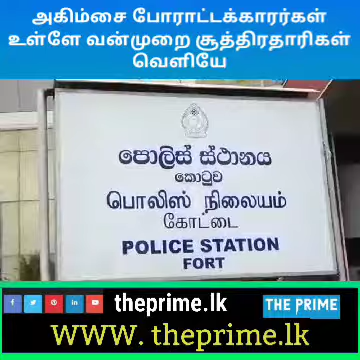 அகிம்சை போராட்டக்காரர்கள்
உள்ளே வன்முறை சூத்திரதாரிகள்
வெளியே
පොලිස් ස්ථානය
කොටුව
பொலிஸ் நிலையம்
கோட்டை
POLICE STATION
FORT
theprime.lk THE PRIME
WWW. theprime.lk